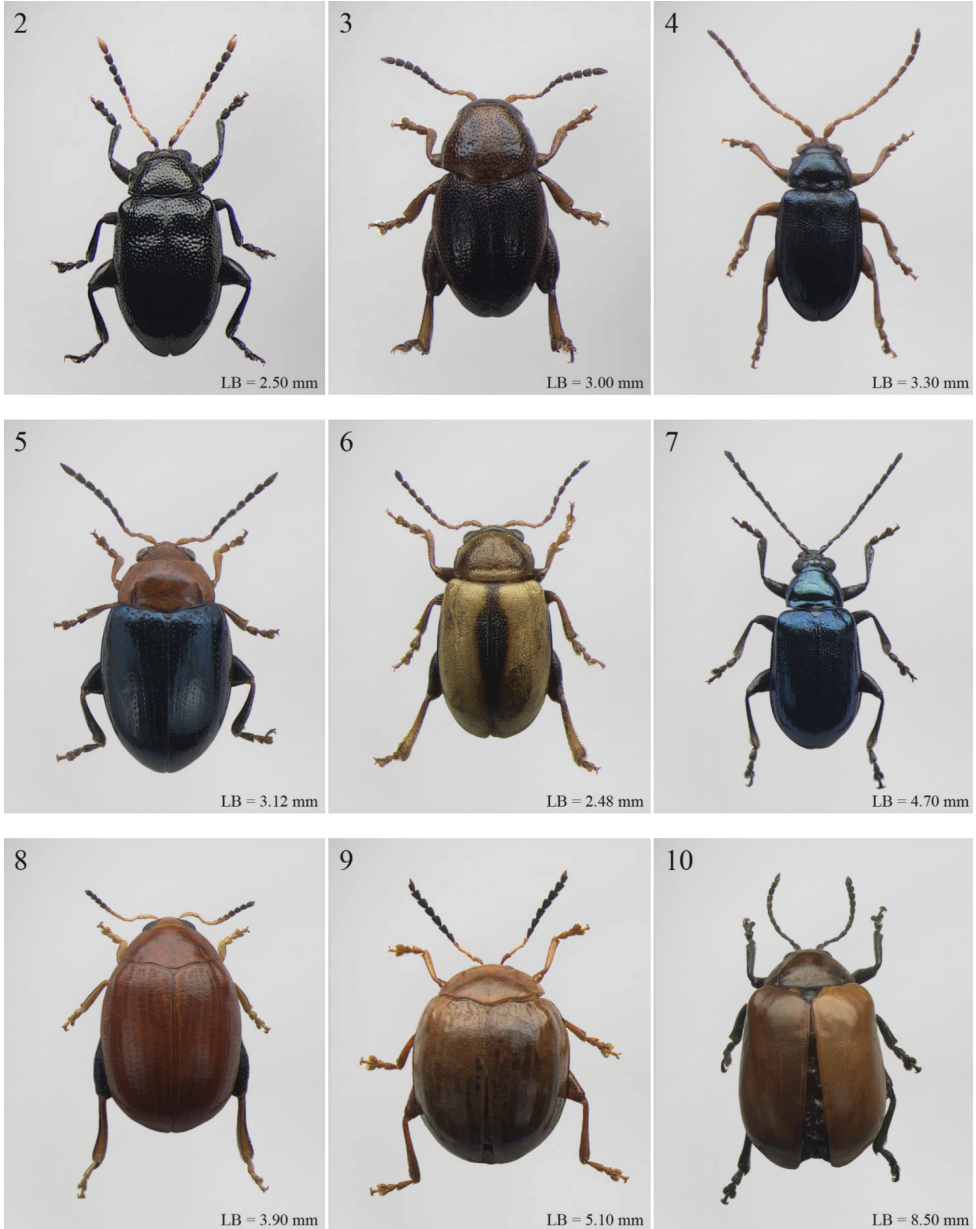 2
LB = 2.50 mm
3
LB = 3.00 mm
4
LB = 3.30 mm
5
LB = 3.12 mm
6
LB = 2.48 mm
7
LB = 4.70 mm
8
LB = 3.90 mm
9
LB = 5.10 mm
10
LB = 8.50 mm